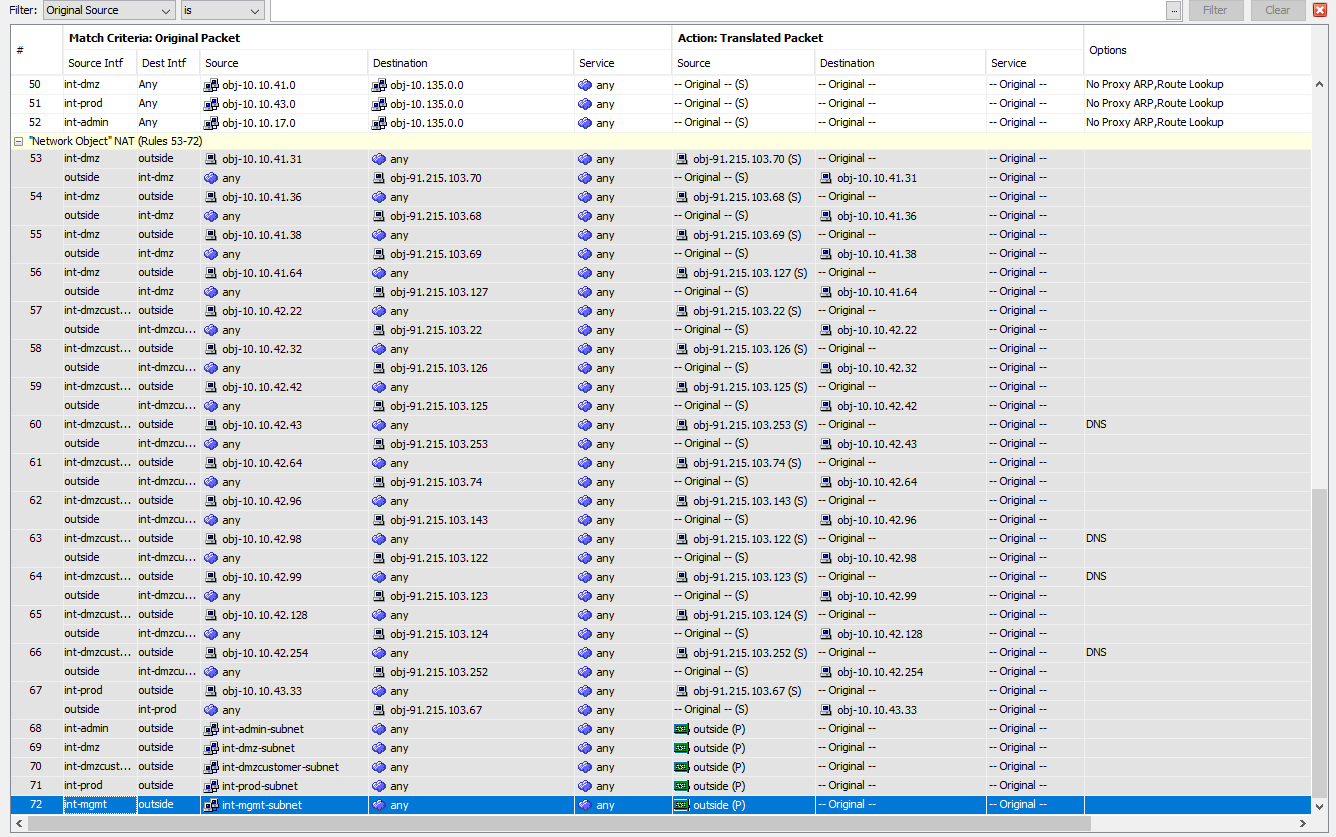 Filter: Original Source is ... Filter Clear
Match Criteria: Original Packet Action: Translated Packet
# Options
Source Intf Dest Intf Source Destination Service Source Destination Service
50 int-dmz Any obj-10.10.41.0 obj-10.135.0.0 any -- Original -- (S) -- Original -- -- Original -- No Proxy ARP,Route Lookup
51 int-prod Any obj-10.10.43.0 obj-10.135.0.0 any -- Original -- (S) -- Original -- -- Original -- No Proxy ARP,Route Lookup
52 int-admin Any obj-10.10.17.0 obj-10.135.0.0 any -- Original -- (S) -- Original -- -- Original -- No Proxy ARP,Route Lookup
"Network Object" NAT (Rules 53-72)
53 int-dmz outside obj-10.10.41.31 any any obj-91.215.103.70 (S) -- Original -- -- Original --
outside int-dmz any obj-91.215.103.70 any -- Original -- (S) obj-10.10.41.31 -- Original --
54 int-dmz outside obj-10.10.41.36 any any obj-91.215.103.68 (S) -- Original -- -- Original --
outside int-dmz any obj-91.215.103.68 any -- Original -- (S) obj-10.10.41.36 -- Original --
55 int-dmz outside obj-10.10.41.38 any any obj-91.215.103.69 (S) -- Original -- -- Original --
outside int-dmz any obj-91.215.103.69 any -- Original -- (S) obj-10.10.41.38 -- Original --
56 int-dmz outside obj-10.10.41.64 any any obj-91.215.103.127 (S) -- Original -- -- Original --
outside int-dmz any obj-91.215.103.127 any -- Original -- (S) obj-10.10.41.64 -- Original --
57 int-dmzcust... outside obj-10.10.42.22 any any obj-91.215.103.22 (S) -- Original -- -- Original --
outside int-dmzcu... any obj-91.215.103.22 any -- Original -- (S) obj-10.10.42.22 -- Original --
58 int-dmzcust... outside obj-10.10.42.32 any any obj-91.215.103.126 (S) -- Original -- -- Original --
outside int-dmzcu... any obj-91.215.103.126 any -- Original -- (S) obj-10.10.42.32 -- Original --
59 int-dmzcust... outside obj-10.10.42.42 any any obj-91.215.103.125 (S) -- Original -- -- Original --
outside int-dmzcu... any obj-91.215.103.125 any -- Original -- (S) obj-10.10.42.42 -- Original --
60 int-dmzcust... outside obj-10.10.42.43 any any obj-91.215.103.253 (S) -- Original -- -- Original -- DNS
outside int-dmzcu... any obj-91.215.103.253 any -- Original -- (S) obj-10.10.42.43 -- Original --
61 int-dmzcust... outside obj-10.10.42.64 any any obj-91.215.103.74 (S) -- Original -- -- Original --
outside int-dmzcu... any obj-91.215.103.74 any -- Original -- (S) obj-10.10.42.64 -- Original --
62 int-dmzcust... outside obj-10.10.42.96 any any obj-91.215.103.143 (S) -- Original -- -- Original --
outside int-dmzcu... any obj-91.215.103.143 any -- Original -- (S) obj-10.10.42.96 -- Original --
63 int-dmzcust... outside obj-10.10.42.98 any any obj-91.215.103.122 (S) -- Original -- -- Original -- DNS
outside int-dmzcu... any obj-91.215.103.122 any -- Original -- (S) obj-10.10.42.98 -- Original --
64 int-dmzcust... outside obj-10.10.42.99 any any obj-91.215.103.123 (S) -- Original -- -- Original -- DNS
outside int-dmzcu... any obj-91.215.103.123 any -- Original -- (S) obj-10.10.42.99 -- Original --
65 int-dmzcust... outside obj-10.10.42.128 any any obj-91.215.103.124 (S) -- Original -- -- Original --
outside int-dmzcu... any obj-91.215.103.124 any -- Original -- (S) obj-10.10.42.128 -- Original --
66 int-dmzcust... outside obj-10.10.42.254 any any obj-91.215.103.252 (S) -- Original -- -- Original -- DNS
outside int-dmzcu... any obj-91.215.103.252 any -- Original -- (S) obj-10.10.42.254 -- Original --
67 int-prod outside obj-10.10.43.33 any any obj-91.215.103.67 (S) -- Original -- -- Original --
outside int-prod any obj-91.215.103.67 any -- Original -- (S) obj-10.10.43.33 -- Original --
68 int-admin outside int-admin-subnet any any outside (P) -- Original -- -- Original --
69 int-dmz outside int-dmz-subnet any any outside (P) -- Original -- -- Original --
70 int-dmzcust... outside int-dmzcustomer-subnet any any outside (P) -- Original -- -- Original --
71 int-prod outside int-prod-subnet any any outside (P) -- Original -- -- Original --
72 int-mgmt outside int-mgmt-subnet any any outside (P) -- Original -- -- Original --